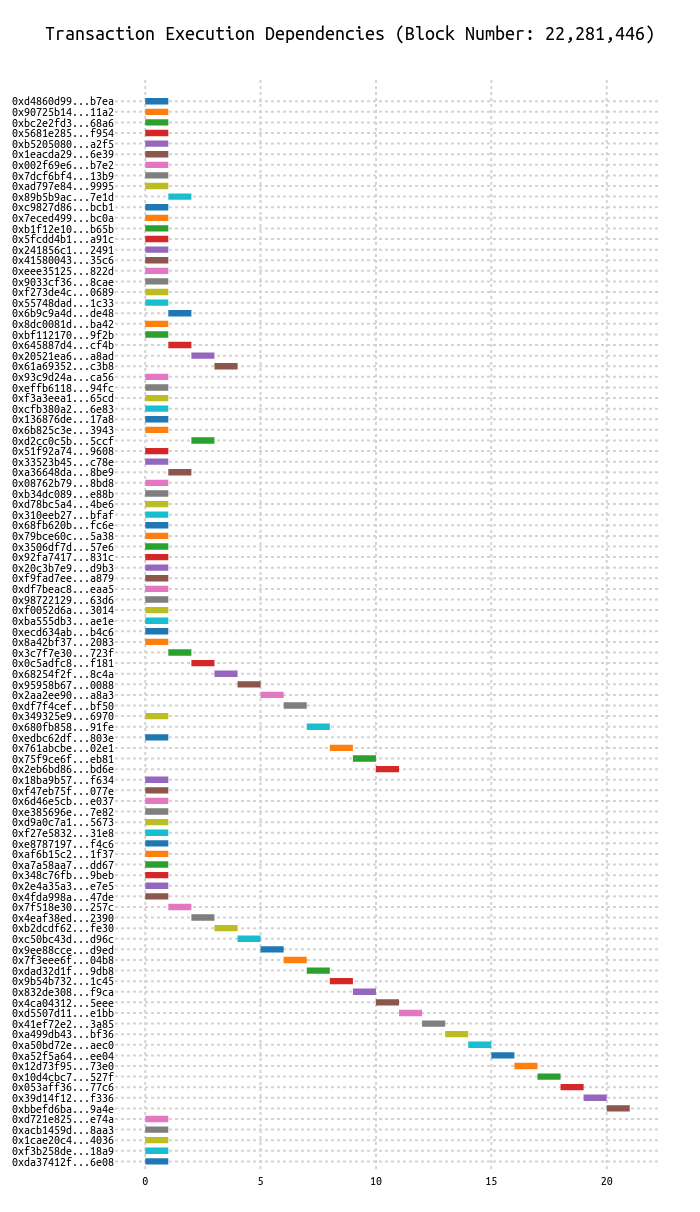 Transaction Execution Dependencies (Block Number: 22,281,446)
0xd4860d99...b7ea
0x90725b14...11a2
0xbc2e2fd3...68a6
0x5681e285...f954
0xb5205080...a2f5
0x1eacda29...6e39
0x002f69e6...b7e2
0x7dcf6bf4...13b9
0xad797e84...9995
0x89b5b9ac...7e1d
0xc9827d86...bcb1
0x7eced499...bc0a
0xb1f12e10...b65b
0x5fcdd4b1...a91c
0x241856c1...2491
0x41580043...35c6
0xeee35125...822d
0x9033cf36...8cae
0xf273de4c...0689
0x55748dad...1c33
0x6b9c9a4d...de48
0x8dc0081d...ba42
0xbf112170...9f2b
0x645887d4...cf4b
0x20521ea6...a8ad
0x61a69352...c3b8
0x93c9d24a...ca56
0xeffb6118...94fc
0xf3a3eea1...65cd
0xcfb380a2...6e83
0x136876de...17a8
0x6b825c3e...3943
0xd2cc0c5b...5ccf
0x51f92a74...9608
0x33523b45...c78e
0xa36648da...8be9
0x08762b79...8bd8
0xb34dc089...e88b
0xd78bc5a4...4be6
0x310eeb27...bfaf
0x68fb620b...fc6e
0x79bce60c...5a38
0x3506df7d...57e6
0x92fa7417...831c
0x20c3b7e9...d9b3
0xf9fad7ee...a879
0xdf7beac8...eaa5
0x98722129...63d6
0xf0052d6a...3014
0xba555db3...ae1e
0xecd634ab...b4c6
0x8a42bf37...2083
0x3c7f7e30...723f
0x0c5adfc8...f181
0x68254f2f...8c4a
0x95958b67...0088
0x2aa2ee90...a8a3
0xdf7f4cef...bf50
0x349325e9...6970
0x680fb858...91fe
0xedbc62df...803e
0x761abcbe...02e1
0x75f9ce6f...eb81
0x2eb6bd86...bd6e
0x18ba9b57...f634
0xf47eb75f...077e
0x6d46e5cb...e037
0xe385696e...7e82
0xd9a0c7a1...5673
0xf27e5832...31e8
0xe8787197...f4c6
0xaf6b15c2...1f37
0xa7a58aa7...dd67
0x348c76fb...9beb
0x2e4a35a3...e7e5
0x4fda998a...47de
0x7f518e30...257c
0x4eaf38ed...2390
0xb2dcdf62...fe30
0xc50bc43d...d96c
0x9ee88cce...d9ed
0x7f3eee6f...04b8
0xdad32d1f...9db8
0x9b54b732...1c45
0x832de308...f9ca
0x4ca04312...5eee
0xd5507d11...e1bb
0x41ef72e2...3a85
0xa499db43...bf36
0xa50bd72e...aec0
0xa52f5a64...ee04
0x12d73f95...73e0
0x10d4cbc7...527f
0x053aff36...77c6
0x39d14f12...f336
0xbbefd6ba...9a4e
0xd721e825...e74a
0xacb1459d...8aa3
0x1cae20c4...4036
0xf3b258de...18a9
0xda37412f...6e08
0 5 10 15 20